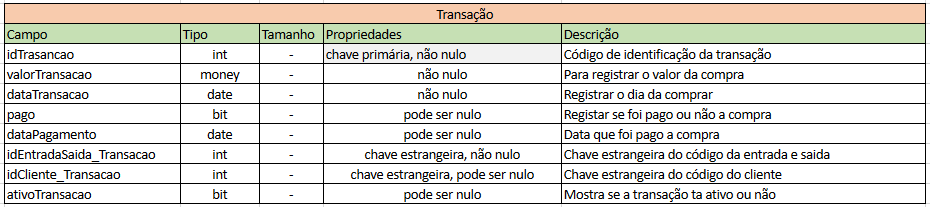 Transação
Campo Tipo Tamanho Propriedades Descrição
idTrasancao int - chave primária, não nulo Código de identificação da transação
valorTransacao money - não nulo Para registrar o valor da compra
dataTransacao date - não nulo Registrar o dia da comprar
pago bit - pode ser nulo Registar se foi pago ou não a compra
dataPagamento date - pode ser nulo Data que foi pago a compra
idEntradaSaida_Transacao int - chave estrangeira, não nulo Chave estrangeira do código da entrada e saida
idCliente_Transacao int - chave estrangeira, pode ser nulo Chave estrangeira do código do cliente
ativoTransacao bit - pode ser nulo Mostra se a transação ta ativo ou não